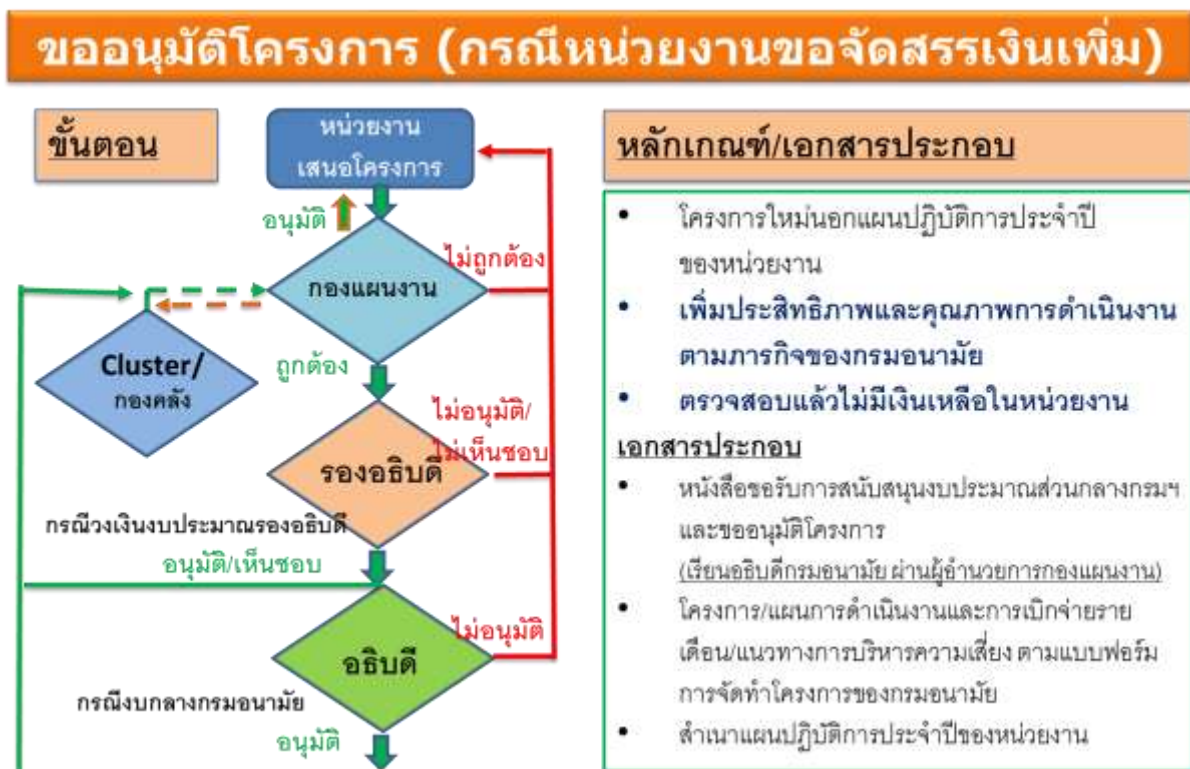 ขออนุมัติโครงการ (กรณีหน่วยงานขอจัดสรรเงินเพิ่ม)
ขั้นตอน
หน่วยงาน
เสนอโครงการ
อนุมัติ
ไม่ถูกต้อง
กองแผนงาน
Cluster/
กองคลัง
ถูกต้อง
ไม่อนุมัติ/
ไม่เห็นชอบ
รองอธิบดี
กรณีวงเงินงบประมาณรองอธิบดี
อนุมัติ/เห็นชอบ
ไม่อนุมัติ
อธิบดี
กรณีงบกลางกรมอนามัย
อนุมัติ
หลักเกณฑ์/เอกสารประกอบ
• โครงการใหม่นอกแผนปฏิบัติการประจำปี
ของหน่วยงาน
• เพิ่มประสิทธิภาพและคุณภาพการดำเนินงาน
ตามภารกิจของกรมอนามัย
• ตรวจสอบแล้วไม่มีเงินเหลือในหน่วยงาน
เอกสารประกอบ
• หนังสือขอรับการสนับสนุนงบประมาณส่วนกลางกรมฯ
และขออนุมัติโครงการ
(เรียนอธิบดีกรมอนามัย ผ่านผู้อำนวยการกองแผนงาน)
• โครงการ/แผนการดำเนินงานและการเบิกจ่ายราย
เดือน/แนวทางการบริหารความเสี่ยง ตามแบบฟอร์ม
การจัดทำโครงการของกรมอนามัย
• สำเนาแผนปฏิบัติการประจำปีของหน่วยงาน